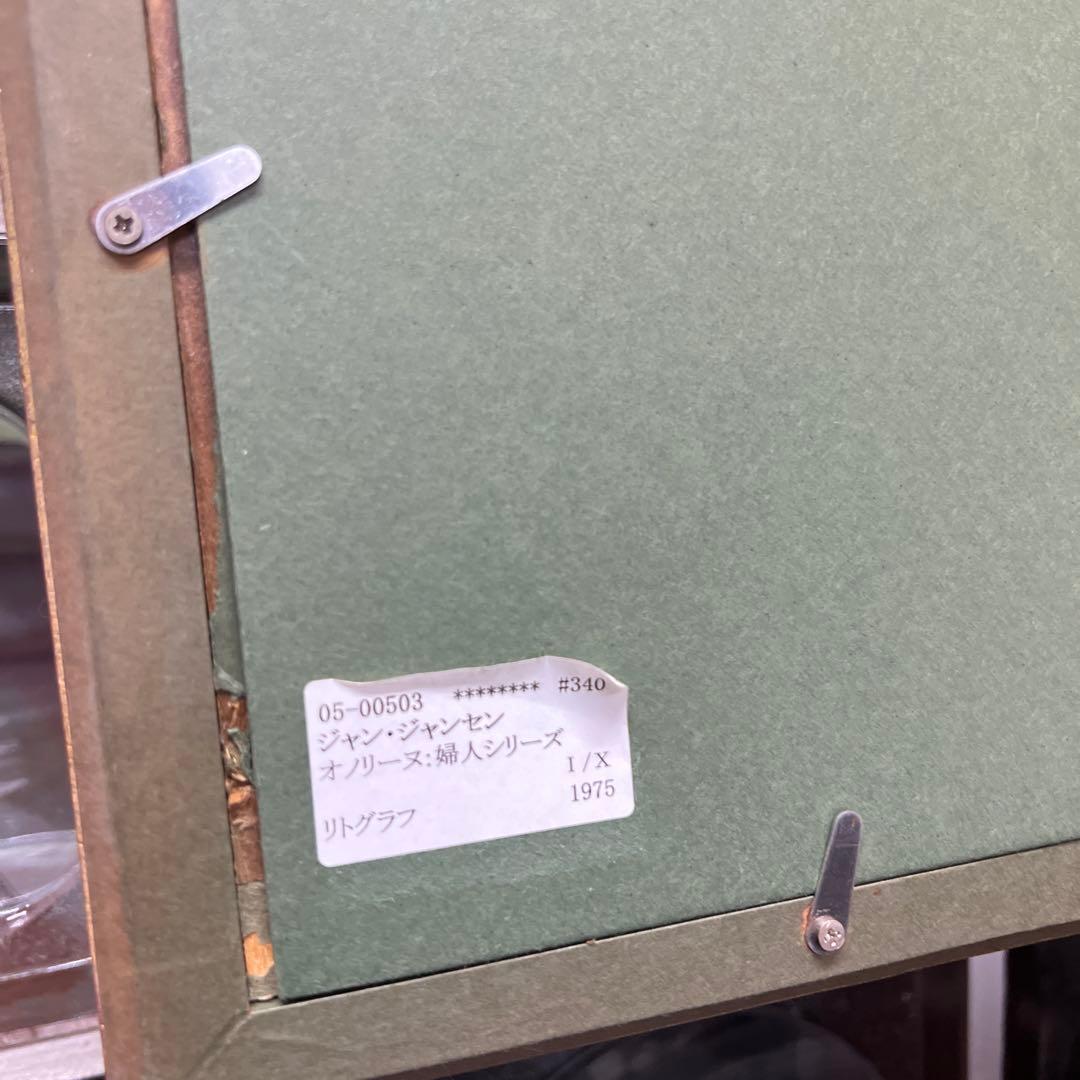 05-00503 ******** #340
ジャン・ジャンセン
オノリーヌ:婦人シリーズ
I/X
1975
リトグラフ